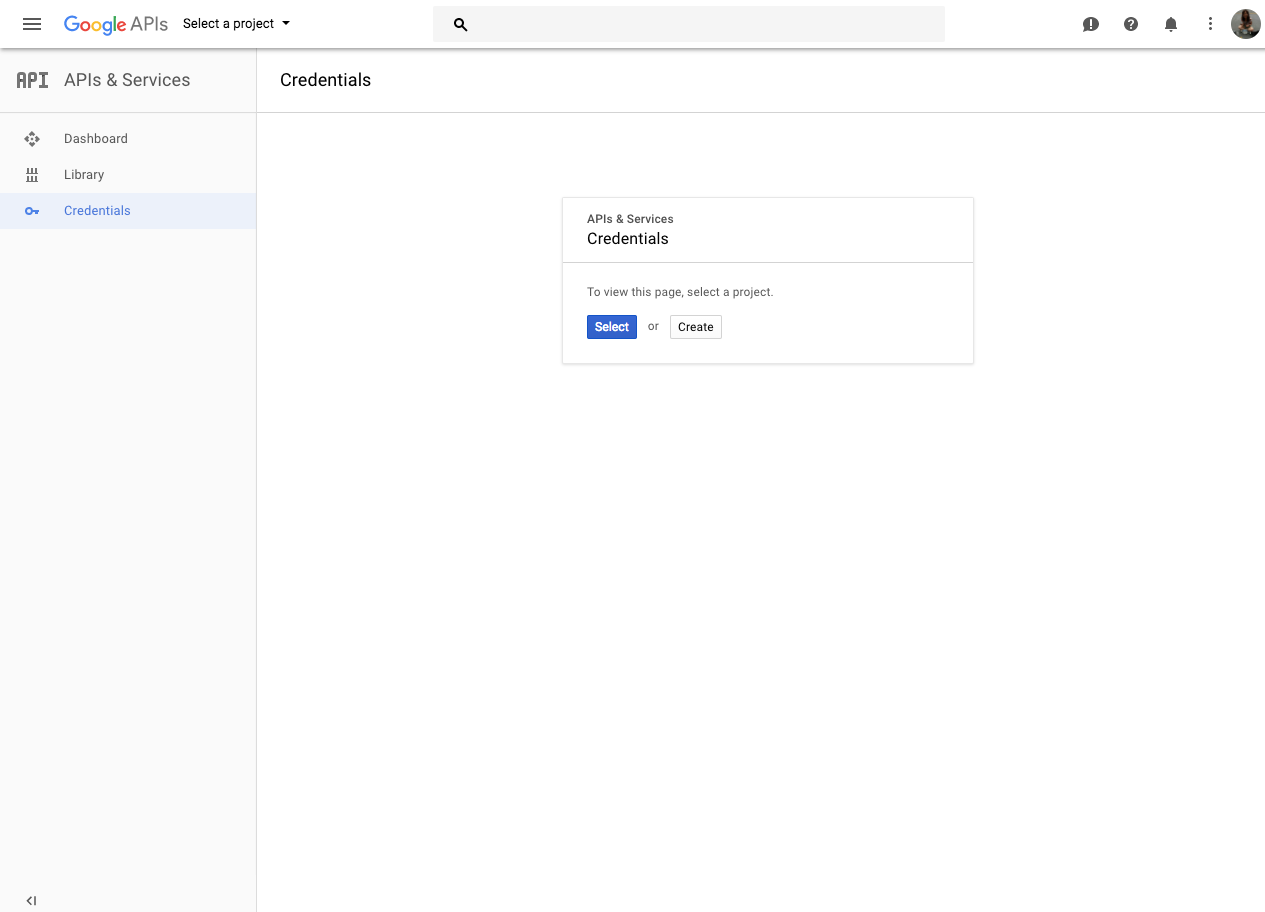 Google APIs Select a project
API APIs & Services
Credentials
Dashboard
Library
Credentials
APIs & Services
Credentials
To view this page, select a project.
Select or Create